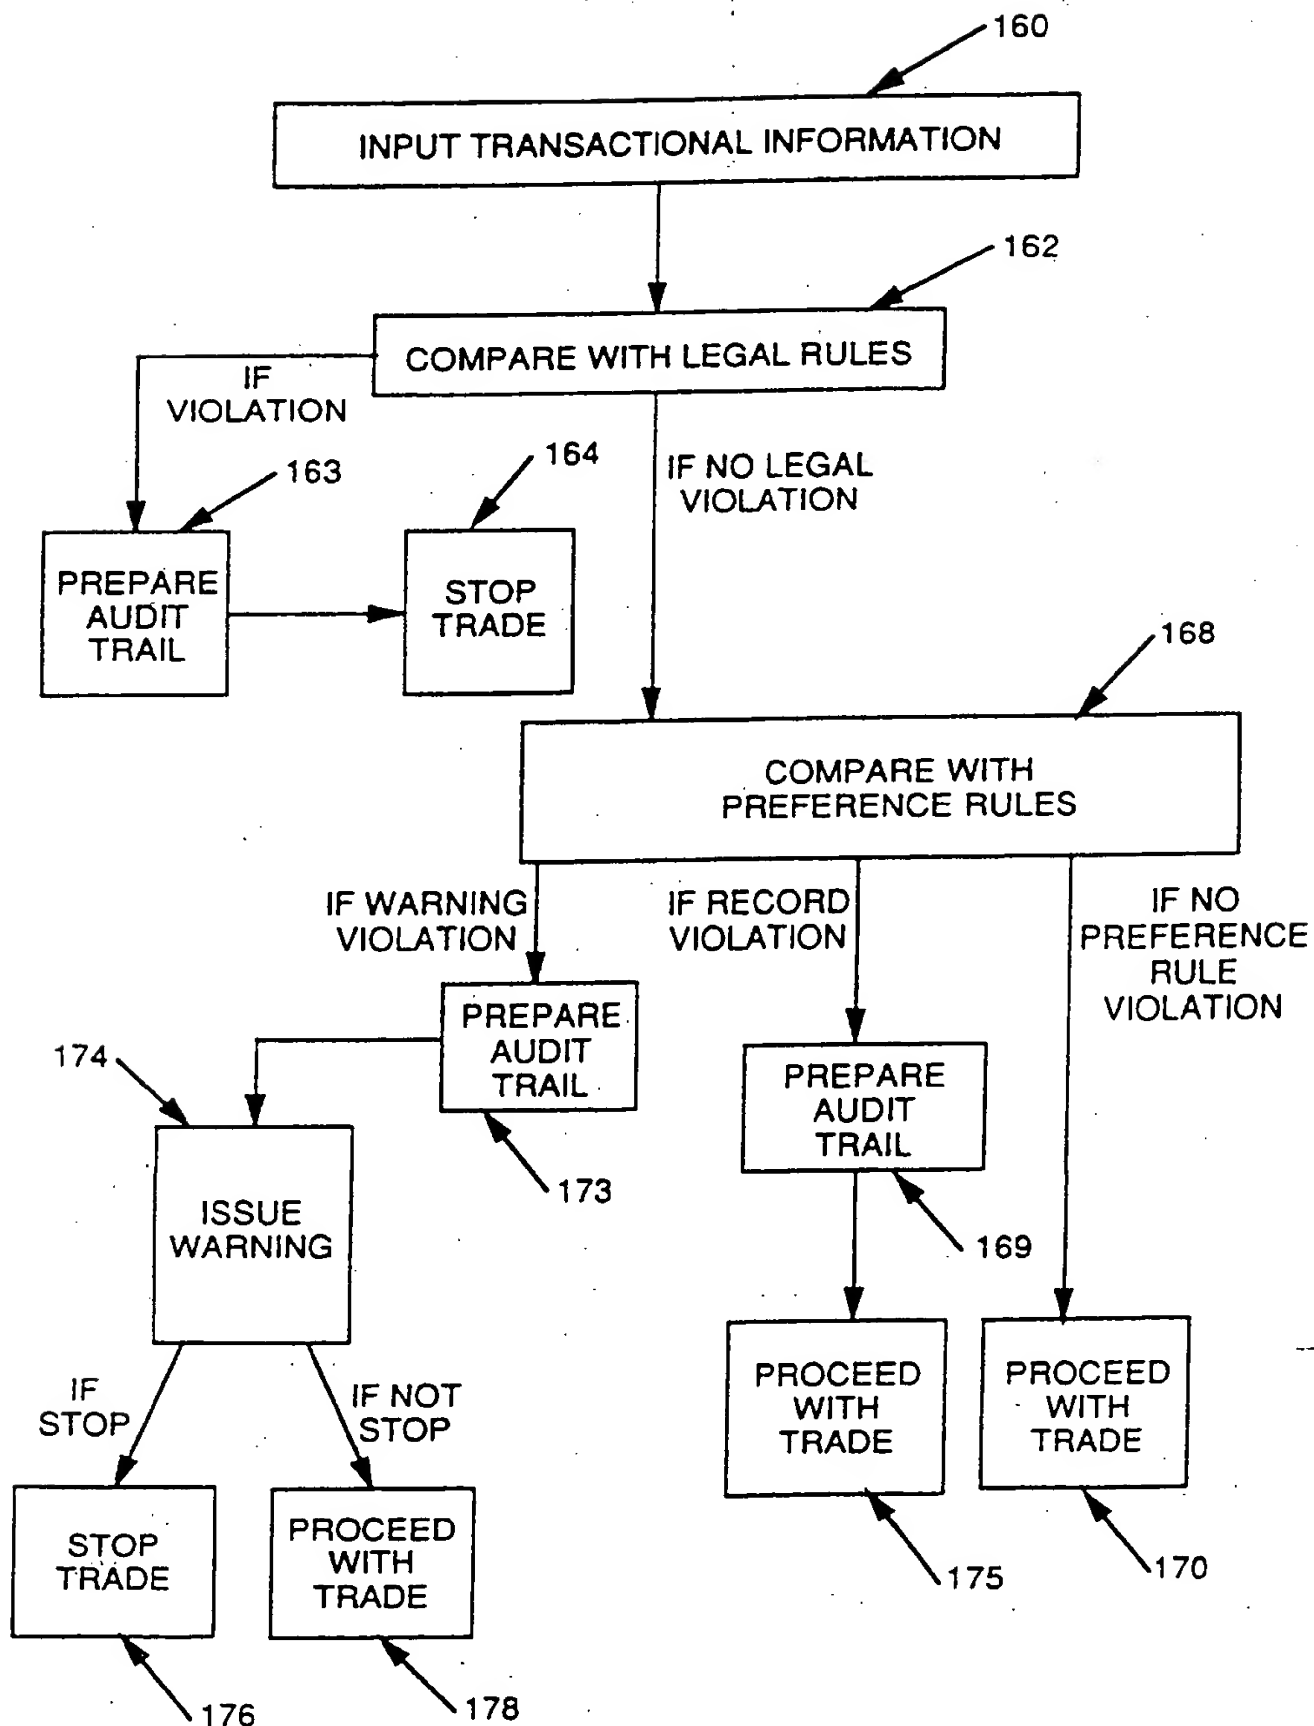 160
INPUT TRANSACTIONAL INFORMATION
162
COMPARE WITH LEGAL RULES
IF
VIOLATION
IF NO LEGAL
VIOLATION
163
164
PREPARE
AUDIT
TRAIL
STOP
TRADE
168
COMPARE WITH
PREFERENCE RULES
IF WARNING
VIOLATION
IF RECORD
VIOLATION
IF NO
PREFERENCE
RULE
VIOLATION
PREPARE
AUDIT
TRAIL
173
174
ISSUE
WARNING
PREPARE
AUDIT
TRAIL
169
IF
STOP
IF NOT
STOP
PROCEED
WITH
TRADE
PROCEED
WITH
TRADE
STOP
TRADE
PROCEED
WITH
TRADE
175
170
176
178